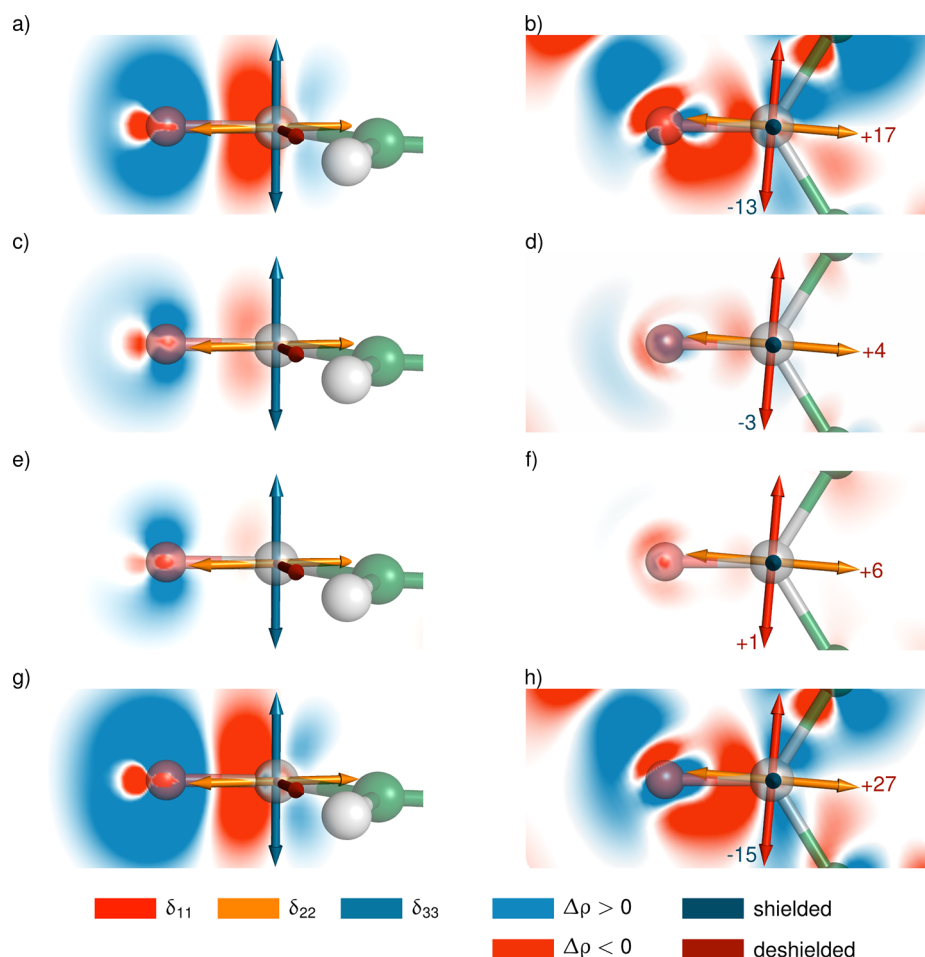 a) b)
+17
-13
c) d)
+4
-3
e) f)
+6
+1
g) h)
+27
-15
δ₁₁ δ₂₂ δ₃₃ Δρ > 0 shielded
Δρ < 0 deshielded